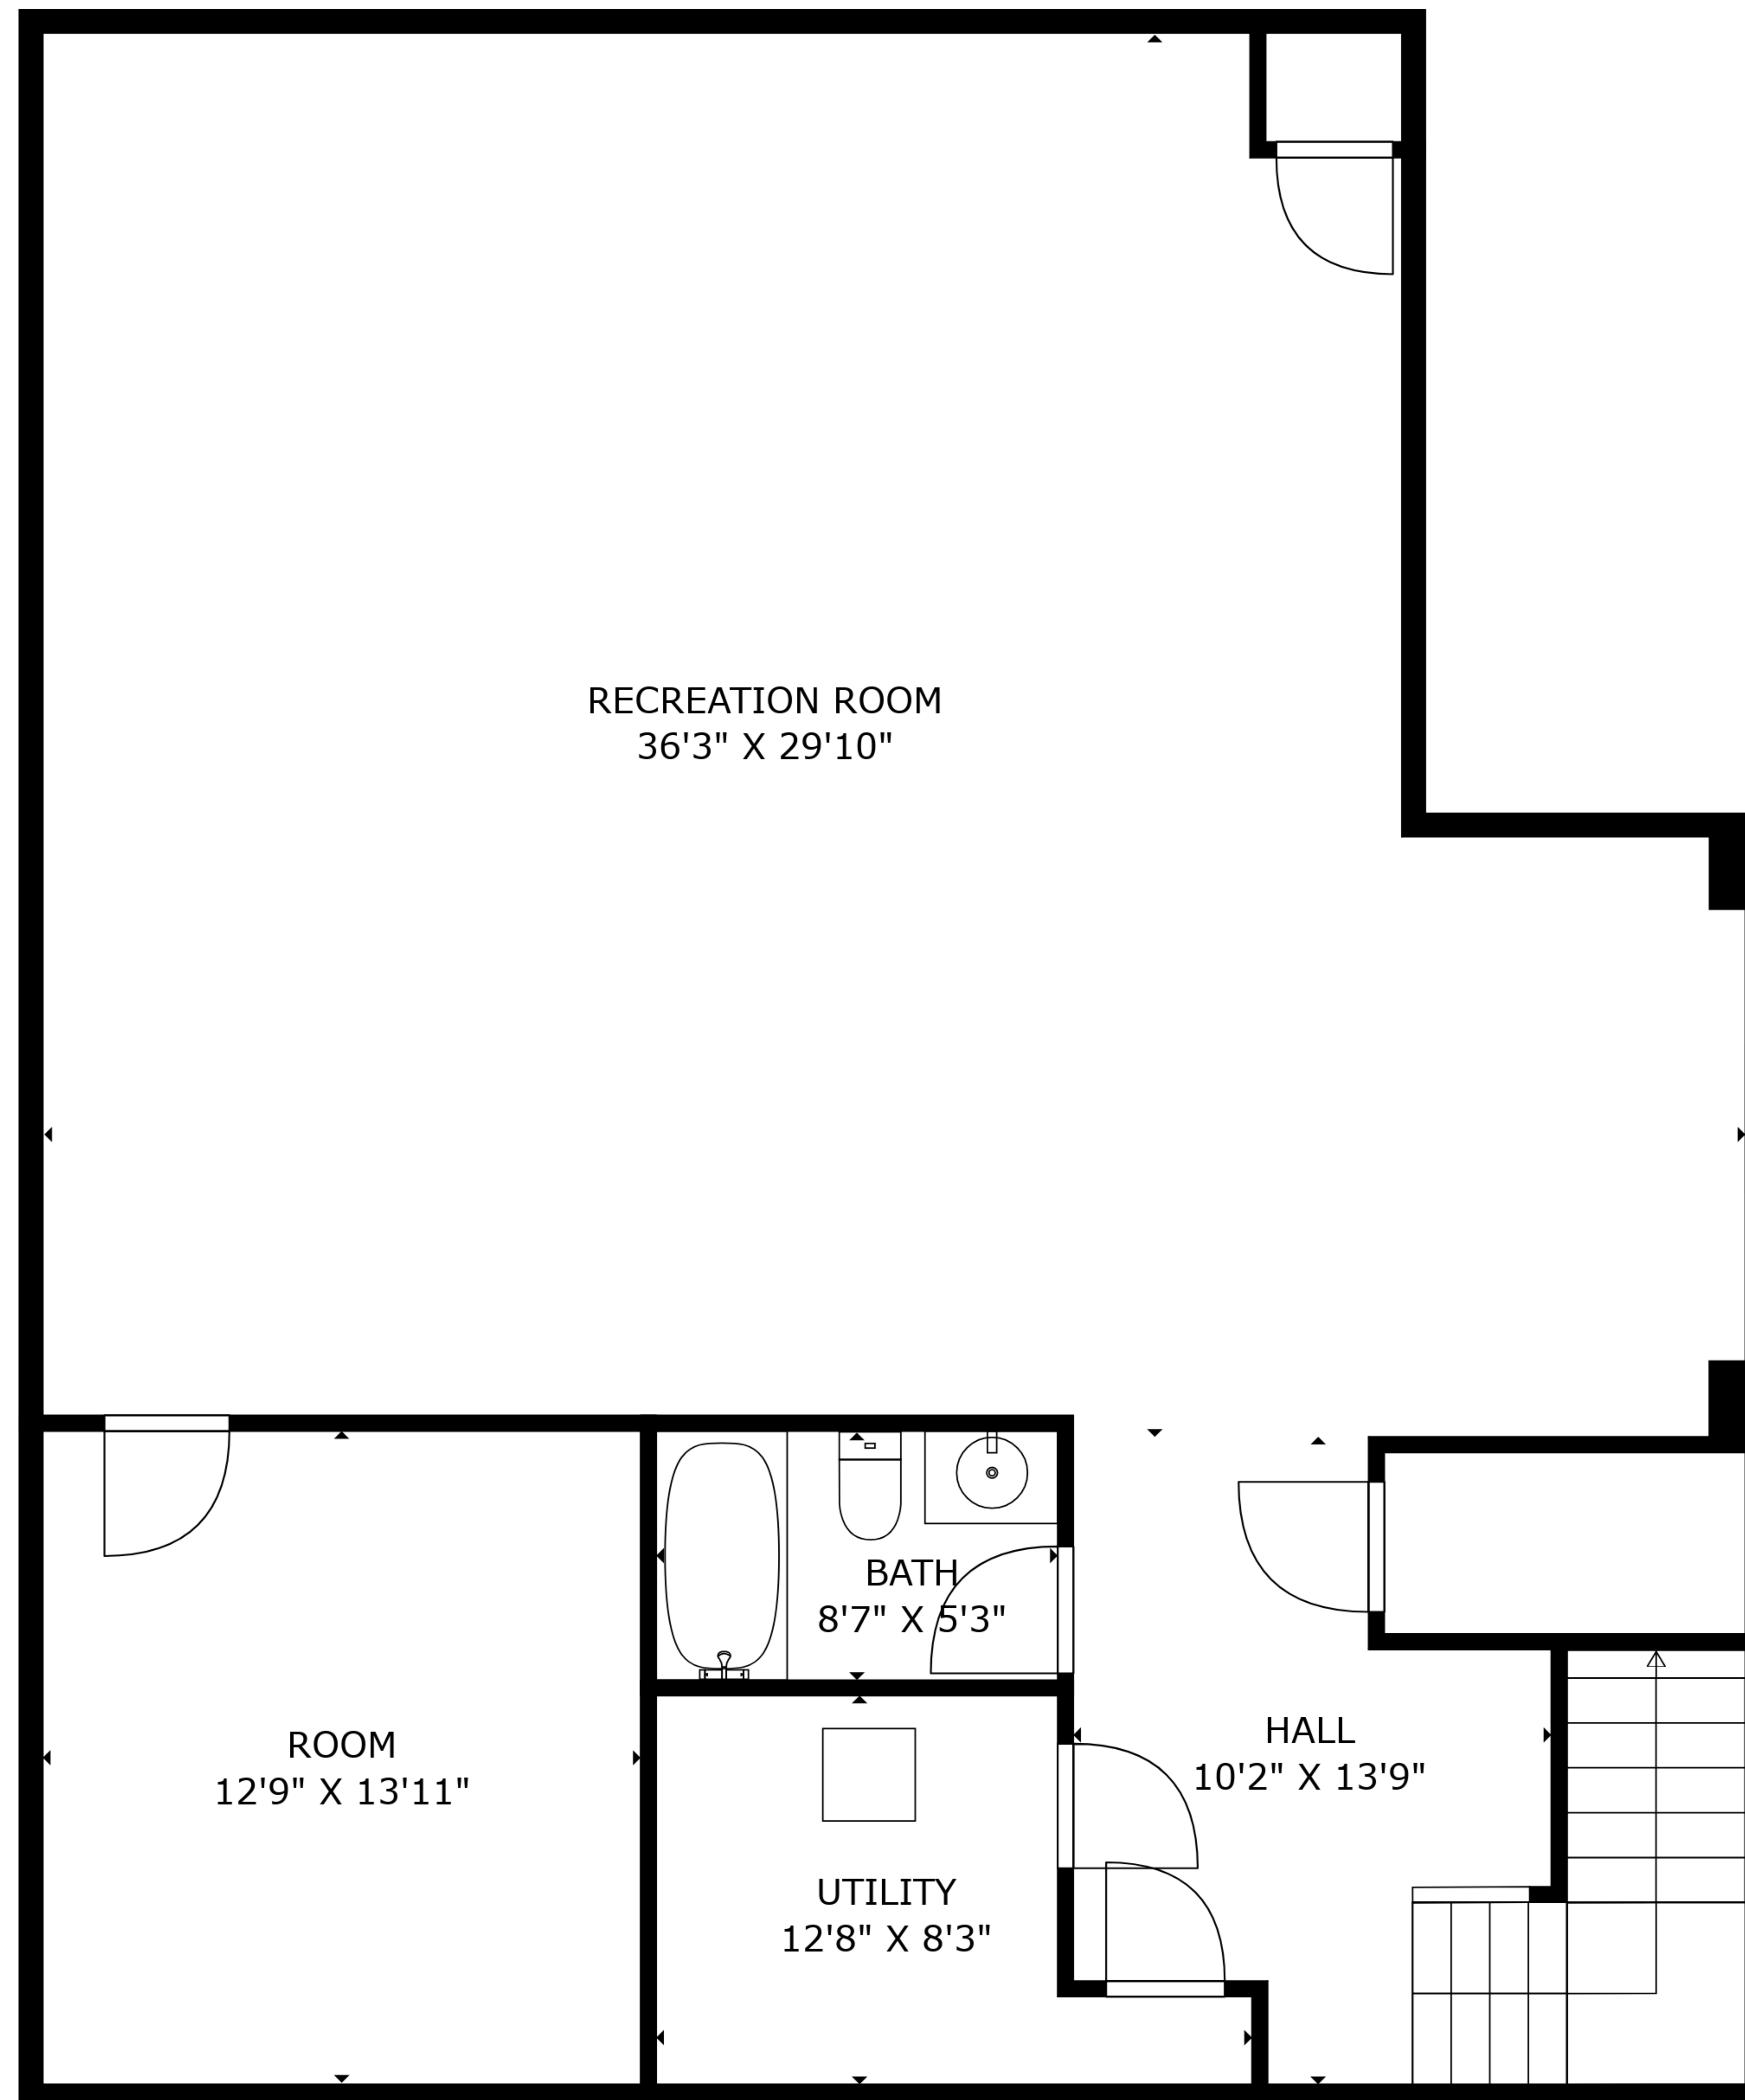 RECREATION ROOM
36'3" X 29'10"
BATH
8'7" X 5'3"
ROOM
12'9" X 13'11"
HALL
10'2" X 13'9"
UTILITY
12'8" X 8'3"